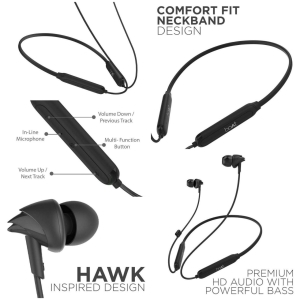 COMFORT FIT
NECKBAND
DESIGN
Volume Down /
Previous Track
In-Line
Microphone
Multi- Function
Button
Volume Up /
Next Track
HAWK
INSPIRED DESIGN
PREMIUM
HD AUDIO WITH
POWERFUL BASS